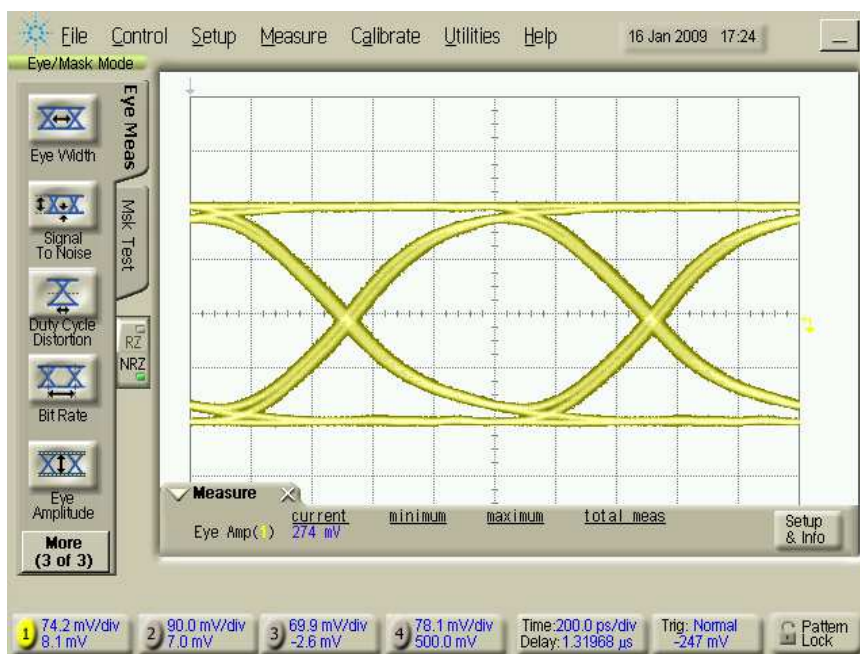 File Control Setup Measure Calibrate Utilities Help 16 Jan 2009 17:24
Eye/Mask Mode
Eye Meas
Msk Test
Eye Width
Signal
To Noise
Duty Cycle
Distortion
RZ
NRZ
Bit Rate
Eye
Amplitude
More
(3 of 3)
1
Measure
current minimum maximum total meas
Eye Amp(1) 274 mV
Setup
& Info
1 74.2 mV/div
8.1 mV
2 90.0 mV/div
7.0 mV
3 69.9 mV/div
-2.6 mV
4 78.1 mV/div
500.0 mV
Time:200.0 ps/div
Delay:1.31968 µs
Trig: Normal
-247 mV
Pattern
Lock